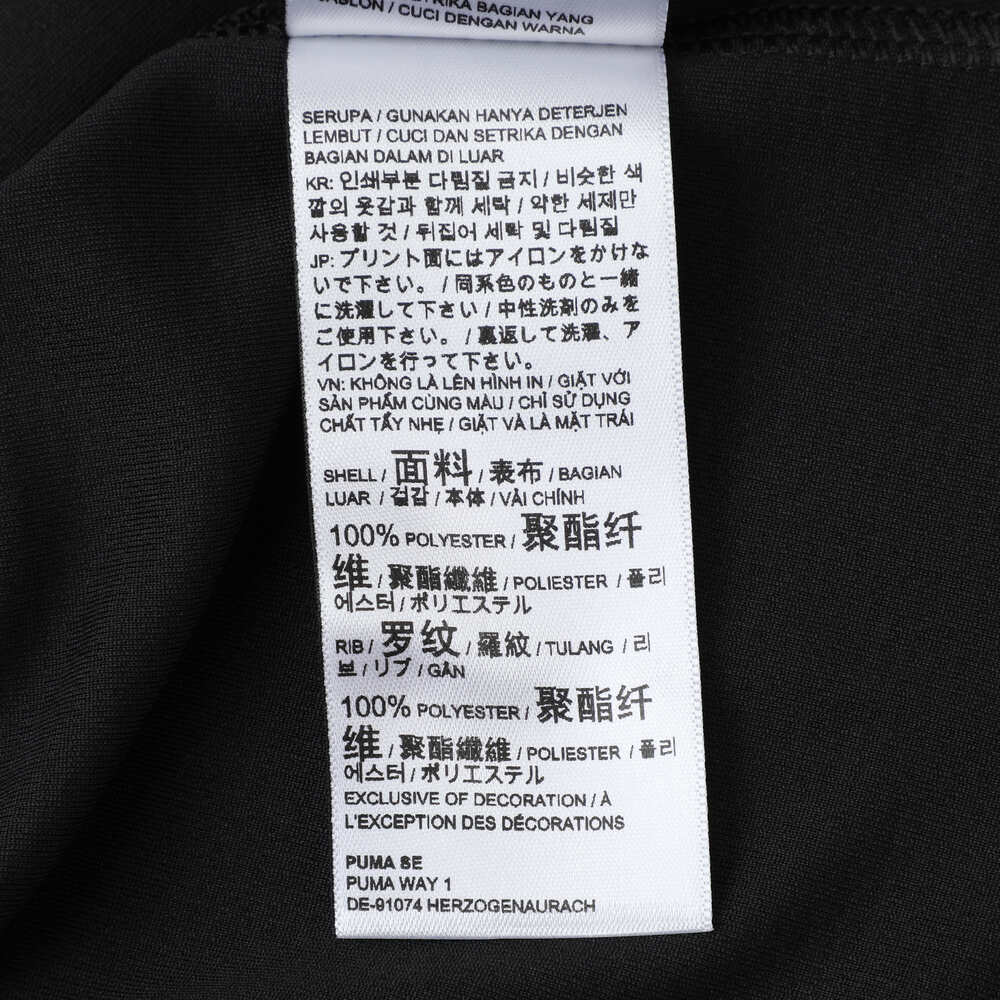 SETRIKA BAGIAN YANG
SABLON / CUCI DENGAN WARNA
SERUPA / GUNAKAN HANYA DETERJEN
LEMBUT / CUCI DAN SETRIKA DENGAN
BAGIAN DALAM DI LUAR
KR: 인쇄부분 다림질 금지 / 비슷한 색
깔의 옷감과 함께 세탁 / 약한 세제만
사용할 것 / 뒤집어 세탁 및 다림질
JP: プリント面にはアイロンをかけな
いで下さい。 / 同系色のものと一緒
に洗濯して下さい / 中性洗剤のみを
ご使用下さい。 / 裏返して洗濯、ア
イロンを行って下さい。
VN: KHÔNG LÀ LÊN HÌNH IN / GIẶT VỚI
SẢN PHẨM CÙNG MÀU / CHỈ SỬ DỤNG
CHẤT TẨY NHẸ / GIẶT VÀ LÀ MẶT TRÁI
SHELL / 面料 / 表布 / BAGIAN
LUAR / 겉감 / 本体 / VẢI CHÍNH
100% POLYESTER / 聚酯纤
维 / 聚酯纖維 / POLIESTER / 폴리
에스터 / ポリエステル
RIB / 罗纹 / 羅紋 / TULANG / 리
브 / リブ / GÂN
100% POLYESTER / 聚酯纤
维 / 聚酯纖維 / POLIESTER / 폴리
에스터 / ポリエステル
EXCLUSIVE OF DECORATION / À
L'EXCEPTION DES DÉCORATIONS
PUMA SE
PUMA WAY 1
DE-91074 HERZOGENAURACH